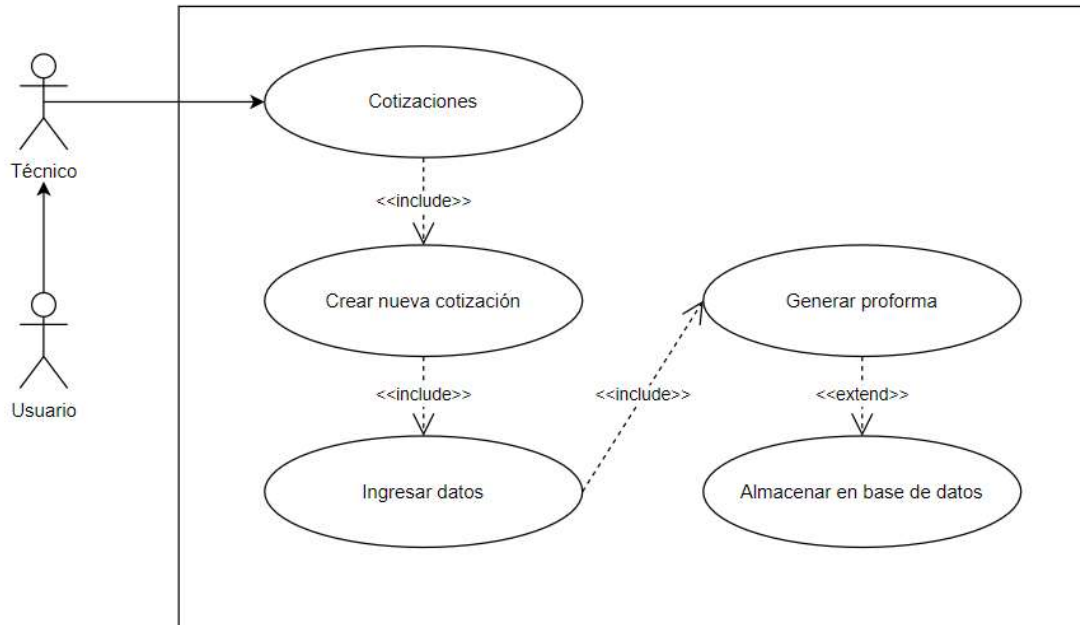 Cotizaciones
Técnico
<<include>>
Crear nueva cotización
Generar proforma
Usuario
<<include>>
<<include>>
<<extend>>
Ingresar datos
Almacenar en base de datos